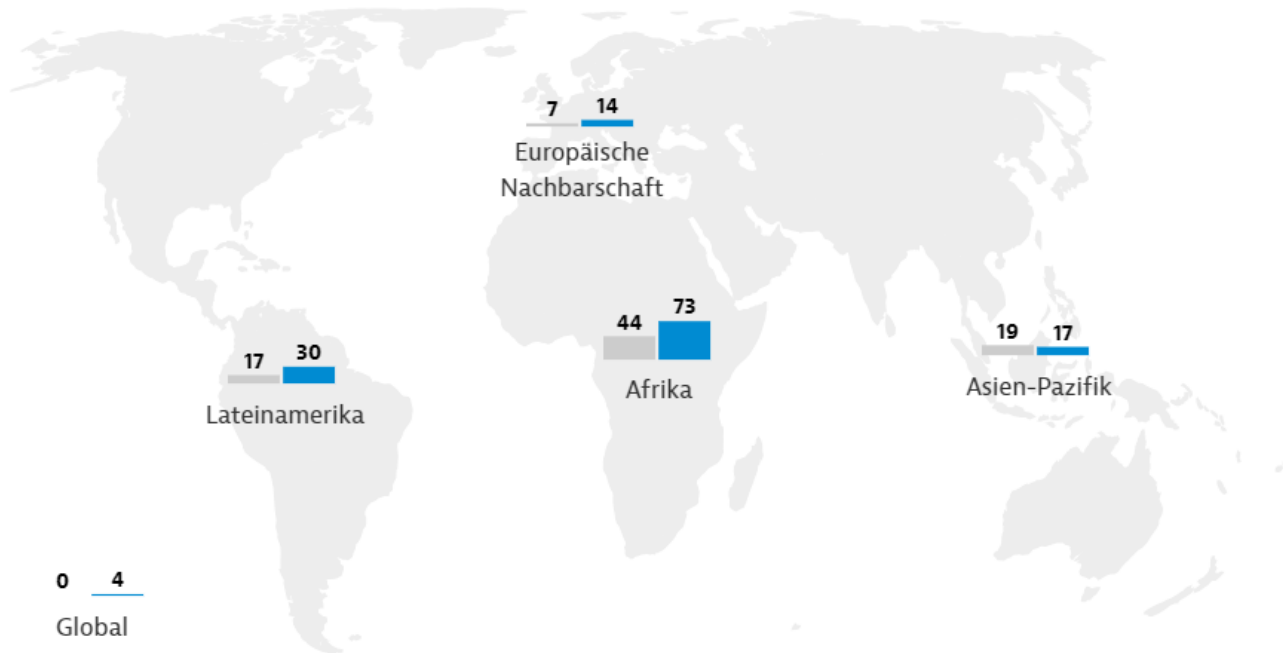 7 14
Europäische
Nachbarschaft
44 73
Afrika
19 17
Asien-Pazifik
17 30
Lateinamerika
0 4
Global